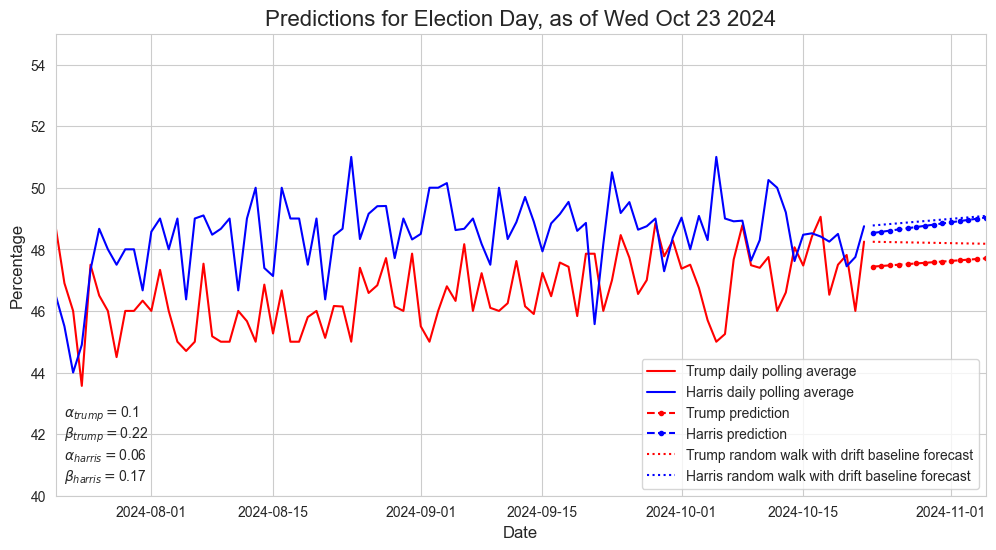 Predictions for Election Day, as of Wed Oct 23 2024
Percentage
54
52
50
48
46
44
42
40
α_trump = 0.1
β_trump = 0.22
α_harris = 0.06
β_harris = 0.17
Trump daily polling average
Harris daily polling average
Trump prediction
Harris prediction
Trump random walk with drift baseline forecast
Harris random walk with drift baseline forecast
2024-08-01 2024-08-15 2024-09-01 2024-09-15 2024-10-01 2024-10-15 2024-11-01
Date